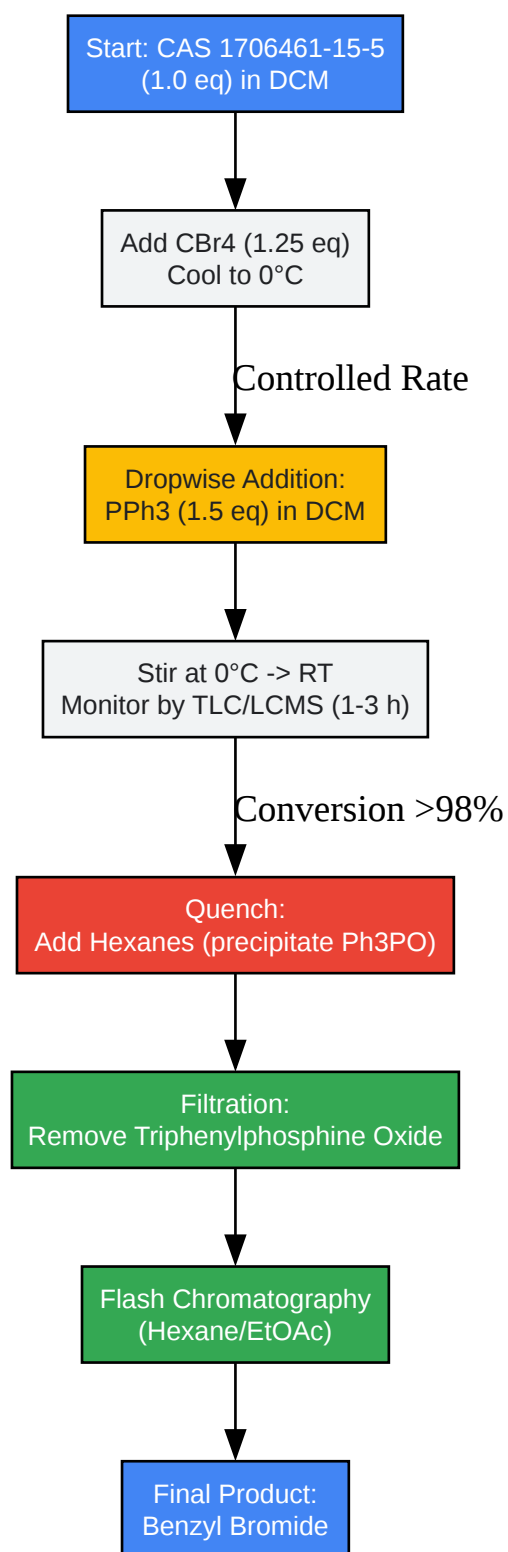 Start: CAS 1706461-15-5
(1.0 eq) in DCM
Add CBr4 (1.25 eq)
Cool to 0°C
Controlled Rate
Dropwise Addition:
PPh3 (1.5 eq) in DCM
Stir at 0°C -> RT
Monitor by TLC/LCMS (1-3 h)
Conversion >98%
Quench:
Add Hexanes (precipitate Ph3PO)
Filtration:
Remove Triphenylphosphine Oxide
Flash Chromatography
(Hexane/EtOAc)
Final Product:
Benzyl Bromide